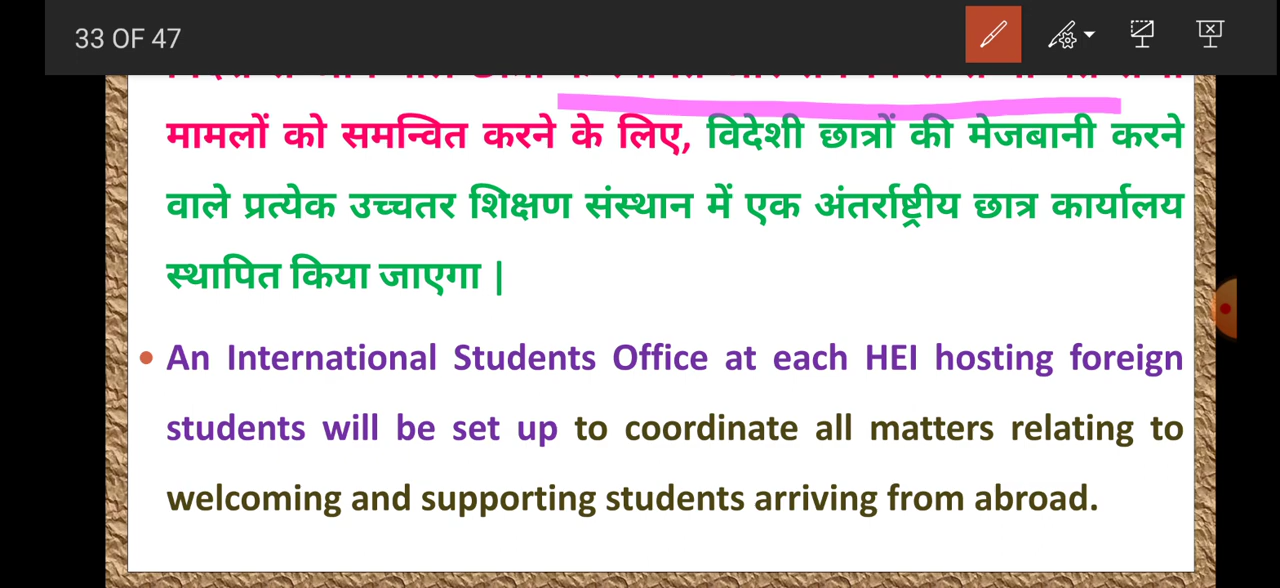 33 OF 47
मामलों को समन्वित करने के लिए, विदेशी छात्रों की मेजबानी करने
वाले प्रत्येक उच्चतर शिक्षण संस्थान में एक अंतर्राष्ट्रीय छात्र कार्यालय
स्थापित किया जाएगा |
• An International Students Office at each HEI hosting foreign
students will be set up to coordinate all matters relating to
welcoming and supporting students arriving from abroad.